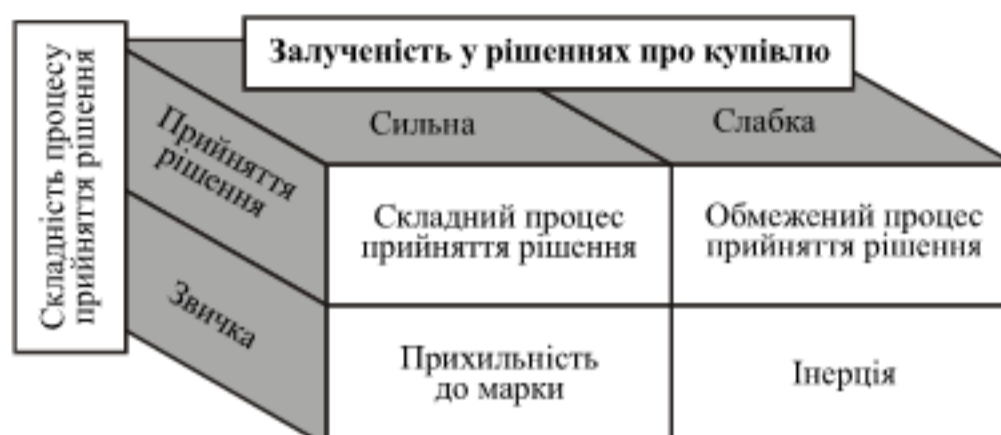 Залученість у рішеннях про купівлю
Складність процесу
прийняття рішення
Сильна
Слабка
Прийняття
рішення
Складний процес
прийняття рішення
Обмежений процес
прийняття рішення
Звичка
Прихильність
до марки
Інерція